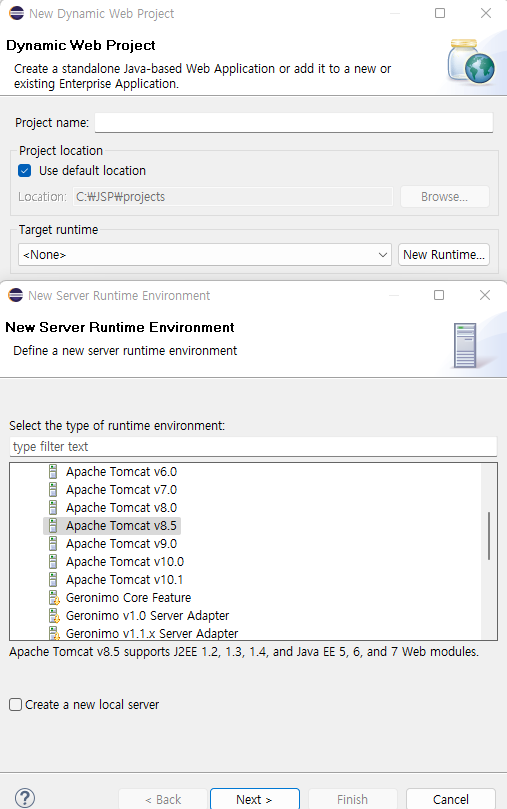 New Dynamic Web Project
Dynamic Web Project
Create a standalone Java-based Web Application or add it to a new or
existing Enterprise Application.
Project name:
Project location
Use default location
Location: C:₩JSP₩projects Browse...
Target runtime
<None> New Runtime...
New Server Runtime Environment
New Server Runtime Environment
Define a new server runtime environment
Select the type of runtime environment:
type filter text
Apache Tomcat v6.0
Apache Tomcat v7.0
Apache Tomcat v8.0
Apache Tomcat v8.5
Apache Tomcat v9.0
Apache Tomcat v10.0
Apache Tomcat v10.1
Geronimo Core Feature
Geronimo v1.0 Server Adapter
Geronimo v1.1.x Server Adapter
Apache Tomcat v8.5 supports J2EE 1.2, 1.3, 1.4, and Java EE 5, 6, and 7 Web modules.
Create a new local server
? < Back Next > Finish Cancel